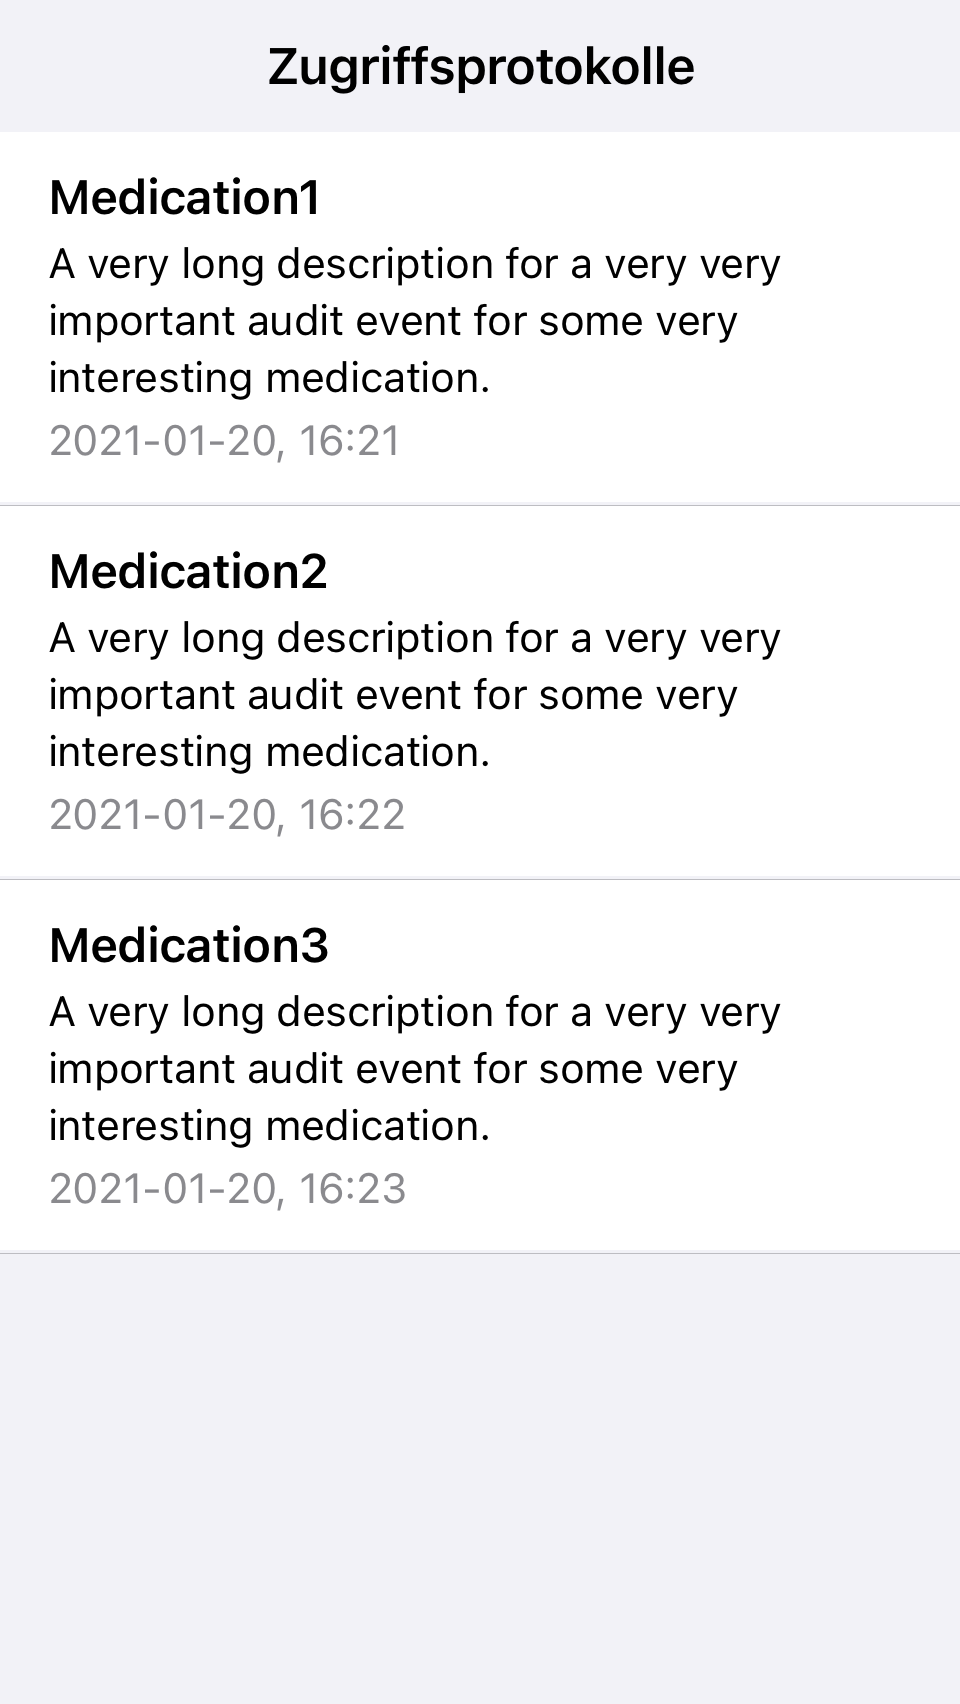 Zugriffsprotokolle
Medication1
A very long description for a very very
important audit event for some very
interesting medication.
2021-01-20, 16:21
Medication2
A very long description for a very very
important audit event for some very
interesting medication.
2021-01-20, 16:22
Medication3
A very long description for a very very
important audit event for some very
interesting medication.
2021-01-20, 16:23